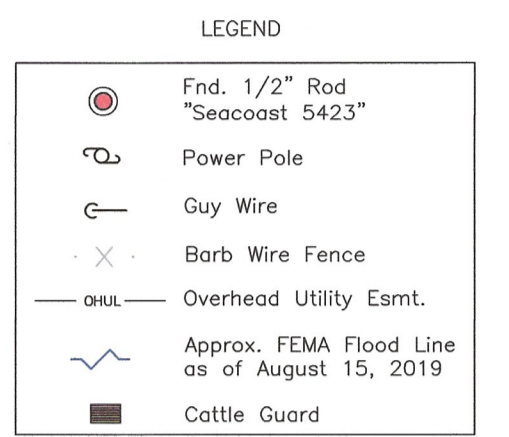 LEGEND
Fnd. 1/2" Rod
"Seacoast 5423"
Power Pole
Guy Wire
Barb Wire Fence
OHUL Overhead Utility Esmt.
Approx. FEMA Flood Line
as of August 15, 2019
Cattle Guard